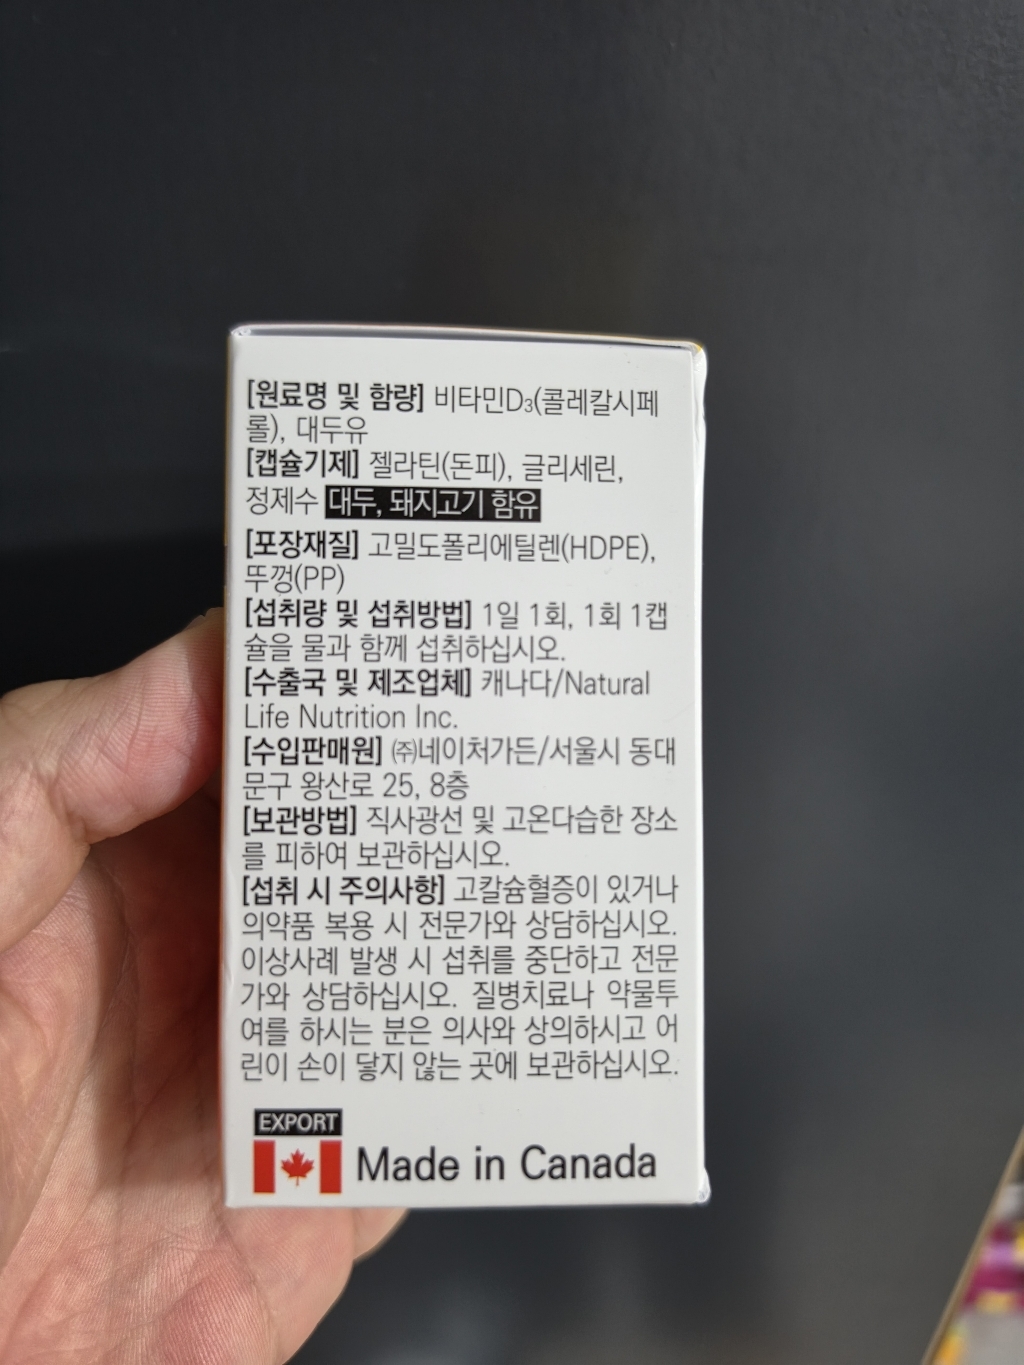 [원료명 및 함량] 비타민D₃(콜레칼시페
롤), 대두유
[캡슐기제] 젤라틴(돈피), 글리세린,
정제수 대두, 돼지고기 함유
[포장재질] 고밀도폴리에틸렌(HDPE),
뚜껑(PP)
[섭취량 및 섭취방법] 1일 1회, 1회 1캡
슐을 물과 함께 섭취하십시오.
[수출국 및 제조업체] 캐나다/Natural
Life Nutrition Inc.
[수입판매원] ㈜네이처가든/서울시 동대
문구 왕산로 25, 8층
[보관방법] 직사광선 및 고온다습한 장소
를 피하여 보관하십시오.
[섭취 시 주의사항] 고칼슘혈증이 있거나
의약품 복용 시 전문가와 상담하십시오.
이상사례 발생 시 섭취를 중단하고 전문
가와 상담하십시오. 질병치료나 약물투
여를 하시는 분은 의사와 상의하시고 어
린이 손이 닿지 않는 곳에 보관하십시오.
EXPORT
Made in Canada